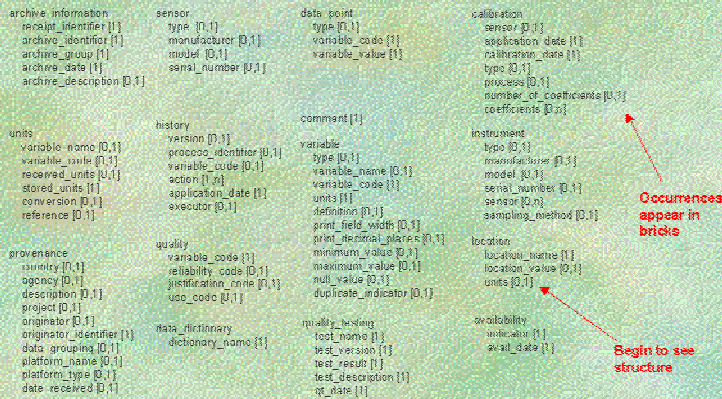 archive_information
receipt_identifier [1]
archive_identifier [1]
archive_group [1]
archive_date [1]
archive_description [0,1]
units
variable_name [0,1]
variable_code [0,1]
received_units [0,1]
stored_units [1]
conversion [0,1]
reference [0,1]
provenance
country [0,1]
agency [0,1]
description [0,1]
project [0,1]
originator [0,1]
originator_identifier [1]
data_grouping [0,1]
platform_name [0,1]
platform_type [0,1]
date_received [0,1]
sensor
type [0,1]
manufacturer [0,1]
model [0,1]
serial_number [0,1]
history
version [0,1]
process_identifier [0,1]
variable_code [0,1]
action [1,n]
application_date [1]
executor [0,1]
quality
variable_code [1]
reliability_code [0,1]
justification_code [0,1]
use_code [0,1]
data_dictionary
dictionary_name [1]
data_point
type [0,1]
variable_code [1]
variable_value [1]
comment [1]
variable
type [0,1]
variable_name [0,1]
variable_code [1]
units [1]
definition [0,1]
print_field_width [0,1]
print_decimal_places [0,1]
minimum_value [0,1]
maximum_value [0,1]
null_value [0,1]
duplicate_indicator [0,1]
quality_testing
test_name [1]
test_version [1]
test_result [1]
test_description [1]
qt_date [1]
calibration
sensor [0,1]
application_date [1]
calibration_date [1]
type [0,1]
process [0,1]
number_of_coefficients [0,1]
coefficients [0,n]
instrument
type [0,1]
manufacturer [0,1]
model [0,1]
serial_number [0,1]
sensor [0,n]
sampling_method [0,1]
location
location_name [1]
location_value [0,1]
units [0,1]
availability
indicator [1]
avail_date [1]
Occurrences
appear in
bricks
Begin to see
structure